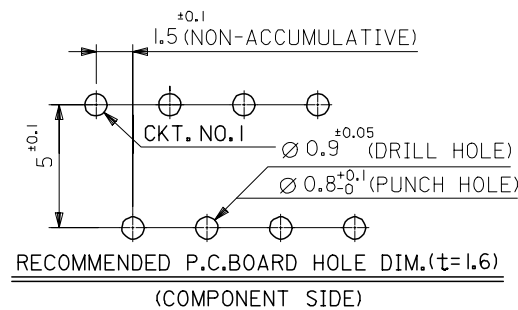 ±0.1
1.5 (NON-ACCUMULATIVE)
±0.1
5
CKT. NO.1
±0.05
Ø 0.9 (DRILL HOLE)
Ø 0.8 +0.1 -0 (PUNCH HOLE)
RECOMMENDED P.C.BOARD HOLE DIM.(t=1.6)
(COMPONENT SIDE)